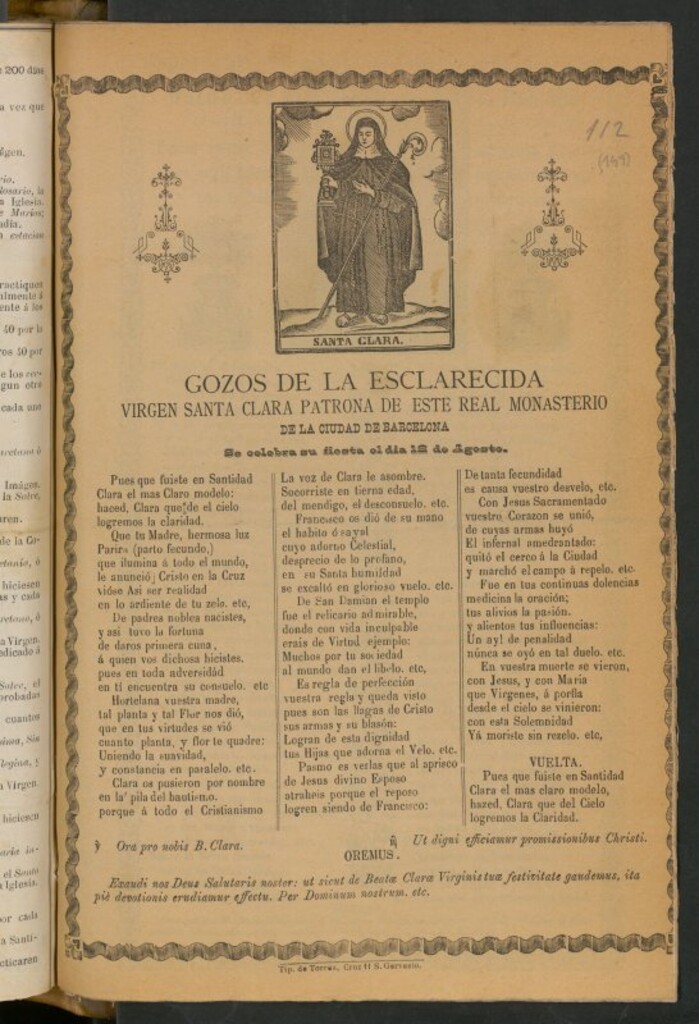 112
SANTA CLARA.
GOZOS DE LA ESCLARECIDA
VIRGEN SANTA CLARA PATRONA DE ESTE REAL MONASTERIO
DE LA CIUDAD DE BARCELONA
Se celebra su fiesta el dia 12 de Agosto.
Pues que fuiste en Santidad
Clara el mas Claro modelo:
haced, Clara que de el cielo
logremos la claridad.
Que tu Madre, hermosa luz
Pariria (parto fecundo,)
que ilumina á todo el mundo,
le anunció; Cristo en la Cruz
vióse Asi ser realidad
en lo ardiente de tu zelo. etc,
De padres nobles nacistes,
y asi tuvo la fortuna
de daros primera cuna,
á quien vos dichosa hicistes.
pues en toda adversidád
en tí encuentra su consuelo. etc
Hortelana vuestra madre,
tal planta y tal Flor nos dió,
que en tus virtudes se vió
cuanto planta, y flor te quadre:
Uniendo la suavidad,
y constancia en paralelo. etc.
Clara os pusieron por nombre
en la pila del bautismo.
porque á todo el Cristianismo
La voz de Clara le asombre.
Socorriste en tierna edad,
del mendigo, el desconsuelo. etc.
Francisco os dió de su mano
el habito ó sayal
cuyo adorno Celestial,
desprecio de lo profano,
en su Santa humildad
se excaltó en glorioso vuelo. etc.
De San Damian el templo
fue el relicario admirable,
donde con vida inculpable
erais de Virtud ejemplo:
Muchos por tu sociedad
al mundo dan el libelo. etc,
Es regla de perfección
vuestra regla y queda visto
pues son las llagas de Cristo
sus armas y su blasón:
Logran de esta dignidad
tus Hijas que adorna el Velo. etc.
Pasmo es verlas que al aprisco
de Jesus divino Esposo
atraheis porque el reposo
logren siendo de Francisco:
De tanta fecundidad
es causa vuestro desvelo, etc.
Con Jesus Sacramentado
vuestro Corazon se unió,
de cuyas armas huyó
El infernal amedrantado:
quitó el cerco á la Ciudad
y marchó el campo á repelo. etc.
Fue en tus continuas dolencias
medicina la oración;
tus alivios la pasión.
y alientos tus influencias:
Un ay! de penalidad
núnca se oyó en tal duelo. etc.
En vuestra muerte se vieron,
con Jesus, y con Maria
que Virgenes, á porfia
desde el cielo se vinieron:
con esta Solemnidad
Yá moriste sin rezelo, etc,
VUELTA.
Pues que fuiste en Santidad
Clara el mas claro modelo,
haced, Clara que del Cielo
logremos la Claridad.
℣ Ora pro nobis B. Clara. ℟ Ut digni efficiamur promissionibus Christi.
OREMUS.
Exaudi nos Deus Salutaris noster: ut sicut de Beatæ Claræ Virginis tuæ festivitate gaudemus, ita
piè devotionis erudiamur effectu. Per Dominum nostrum. etc.
Tip. de Torras, Cruz 11 S. Gervasio.